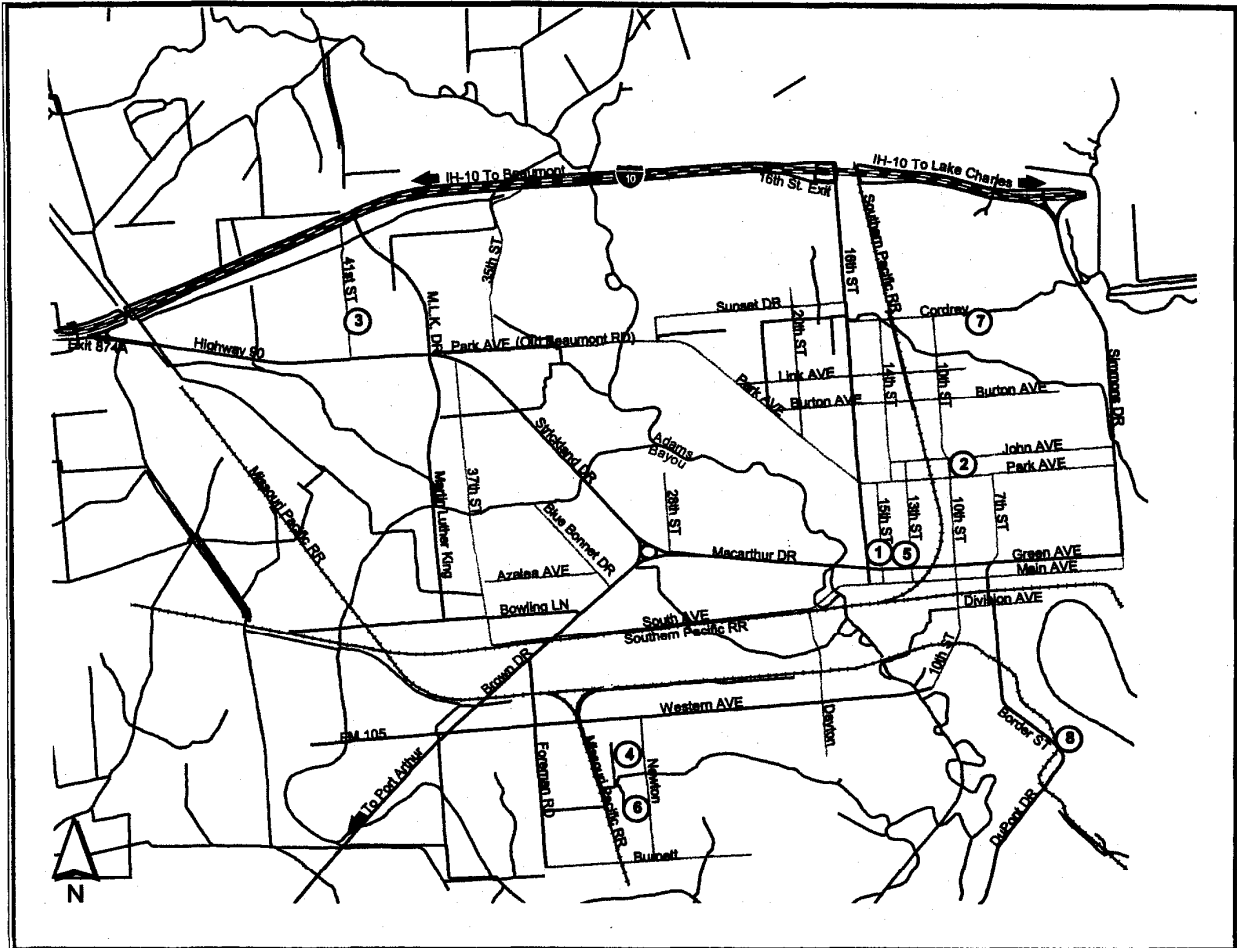 IH-10 To Beaumont
10
16th St. Exit
IH-10 To Lake Charles
35th ST
41st ST
3
M.L.K. DR
16th ST
Southern Pacific RR
Sunset DR
20th ST
Cordrey
7
Exit 874A
Highway 90
Park AVE (Old Beaumont RD)
Simmons DR
Link AVE
14th ST
10th ST
Park AVE
Burton AVE
Burton AVE
Strickland DR
Adams
Bayou
John AVE
2
Park AVE
Missouri Pacific RR
Martin Luther King
37th ST
28th ST
15th ST
13th ST
10th ST
7th ST
Blue Bonnet DR
Macarthur DR
1
5
Green AVE
Main AVE
Azalea AVE
Bowling LN
South AVE
Southern Pacific RR
Division AVE
10th ST
Brown DR
Western AVE
Dayton
FM 105
Border ST
8
To Port Arthur
Foreman RD
Missouri Pacific RR
4
Newton
6
DuPont DR
Burnett
N